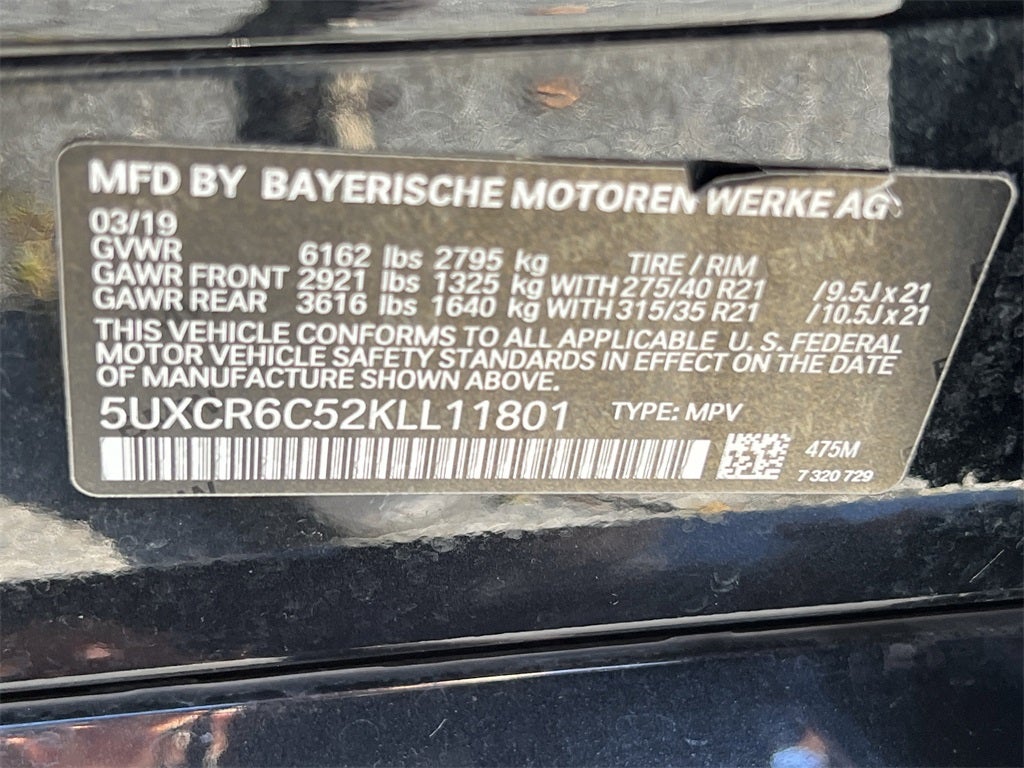 MFD BY BAYERISCHE MOTOREN WERKE AG
03/19
GVWR 6162 lbs 2795 kg TIRE / RIM
GAWR FRONT 2921 lbs 1325 kg WITH 275/40 R21 /9.5J x 21
GAWR REAR 3616 lbs 1640 kg WITH 315/35 R21 /10.5J x 21
THIS VEHICLE CONFORMS TO ALL APPLICABLE U. S. FEDERAL
MOTOR VEHICLE SAFETY STANDARDS IN EFFECT ON THE DATE
OF MANUFACTURE SHOWN ABOVE.
5UXCR6C52KLL11801 TYPE: MPV
475M
7 320 729